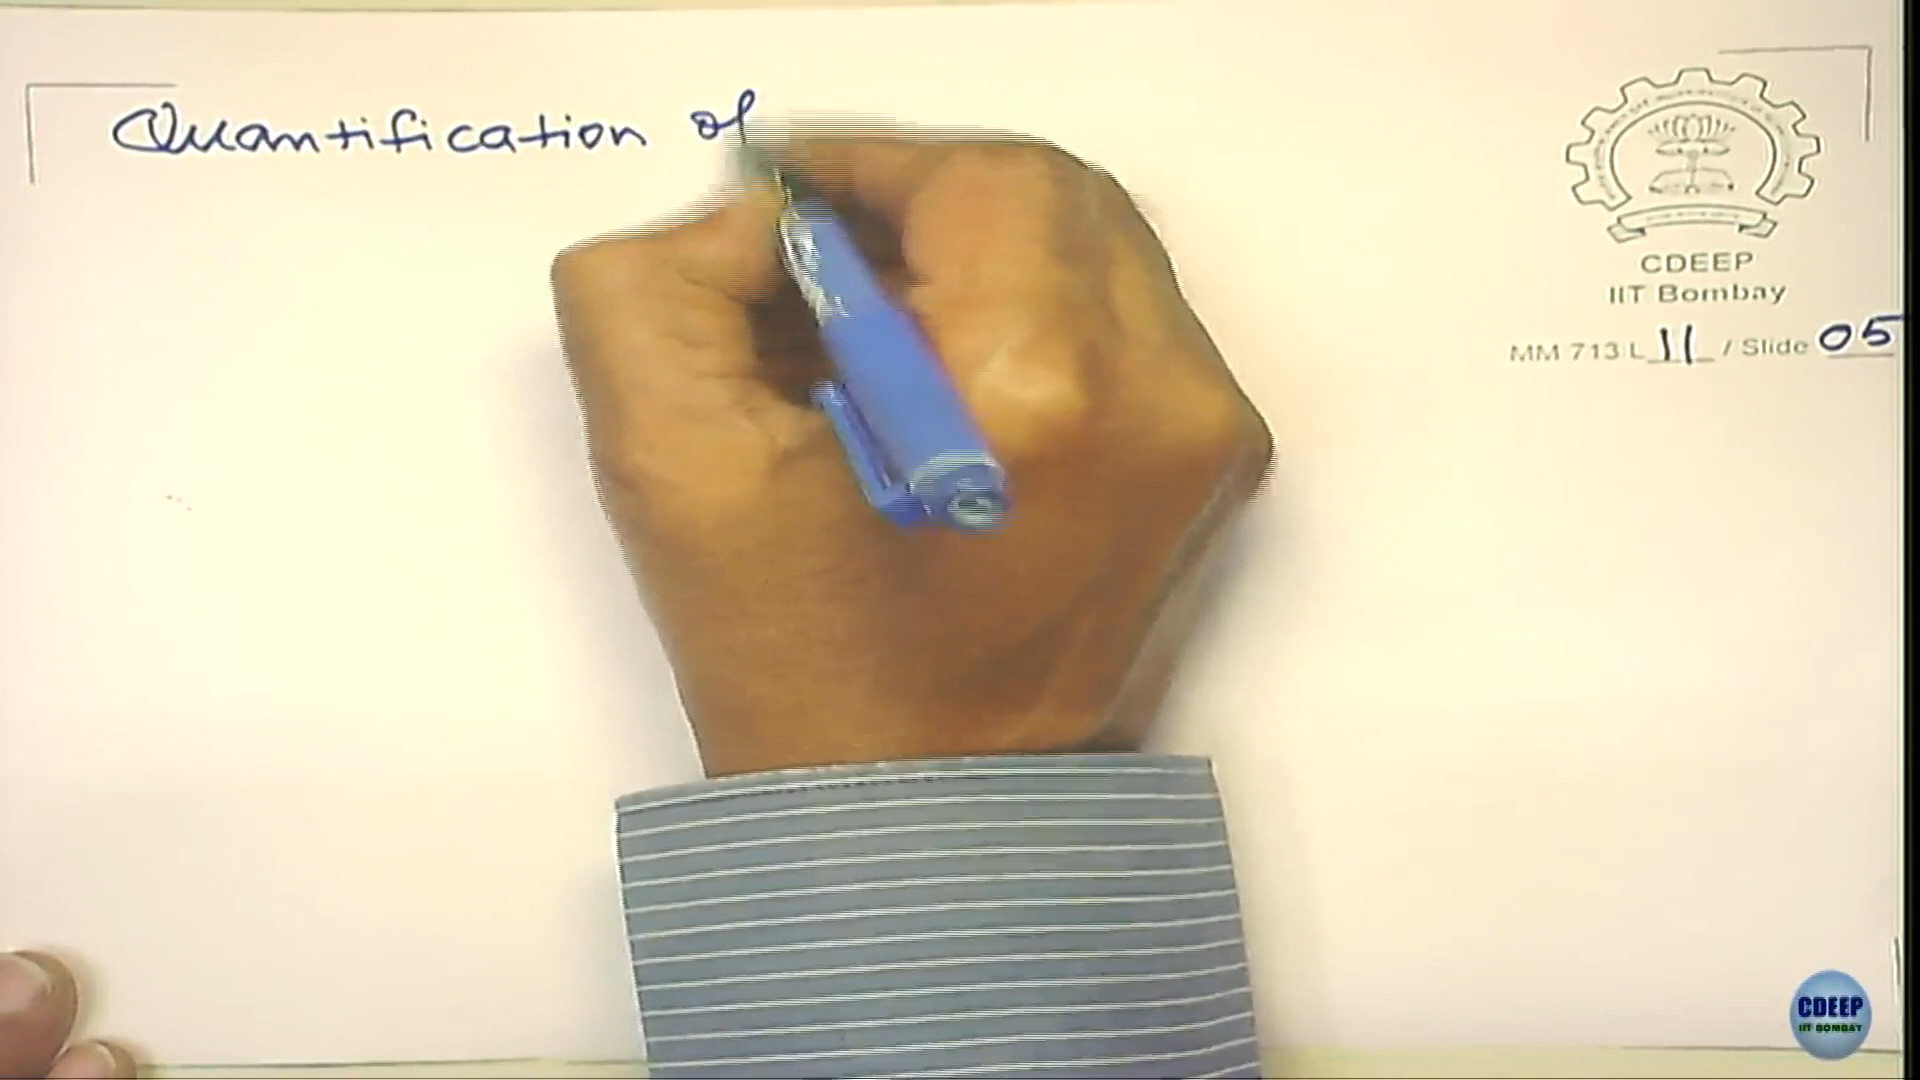 Quantification of
CDEEP
IIT Bombay
MM 713 L 11 / Slide 05
CDEEP
IIT BOMBAY